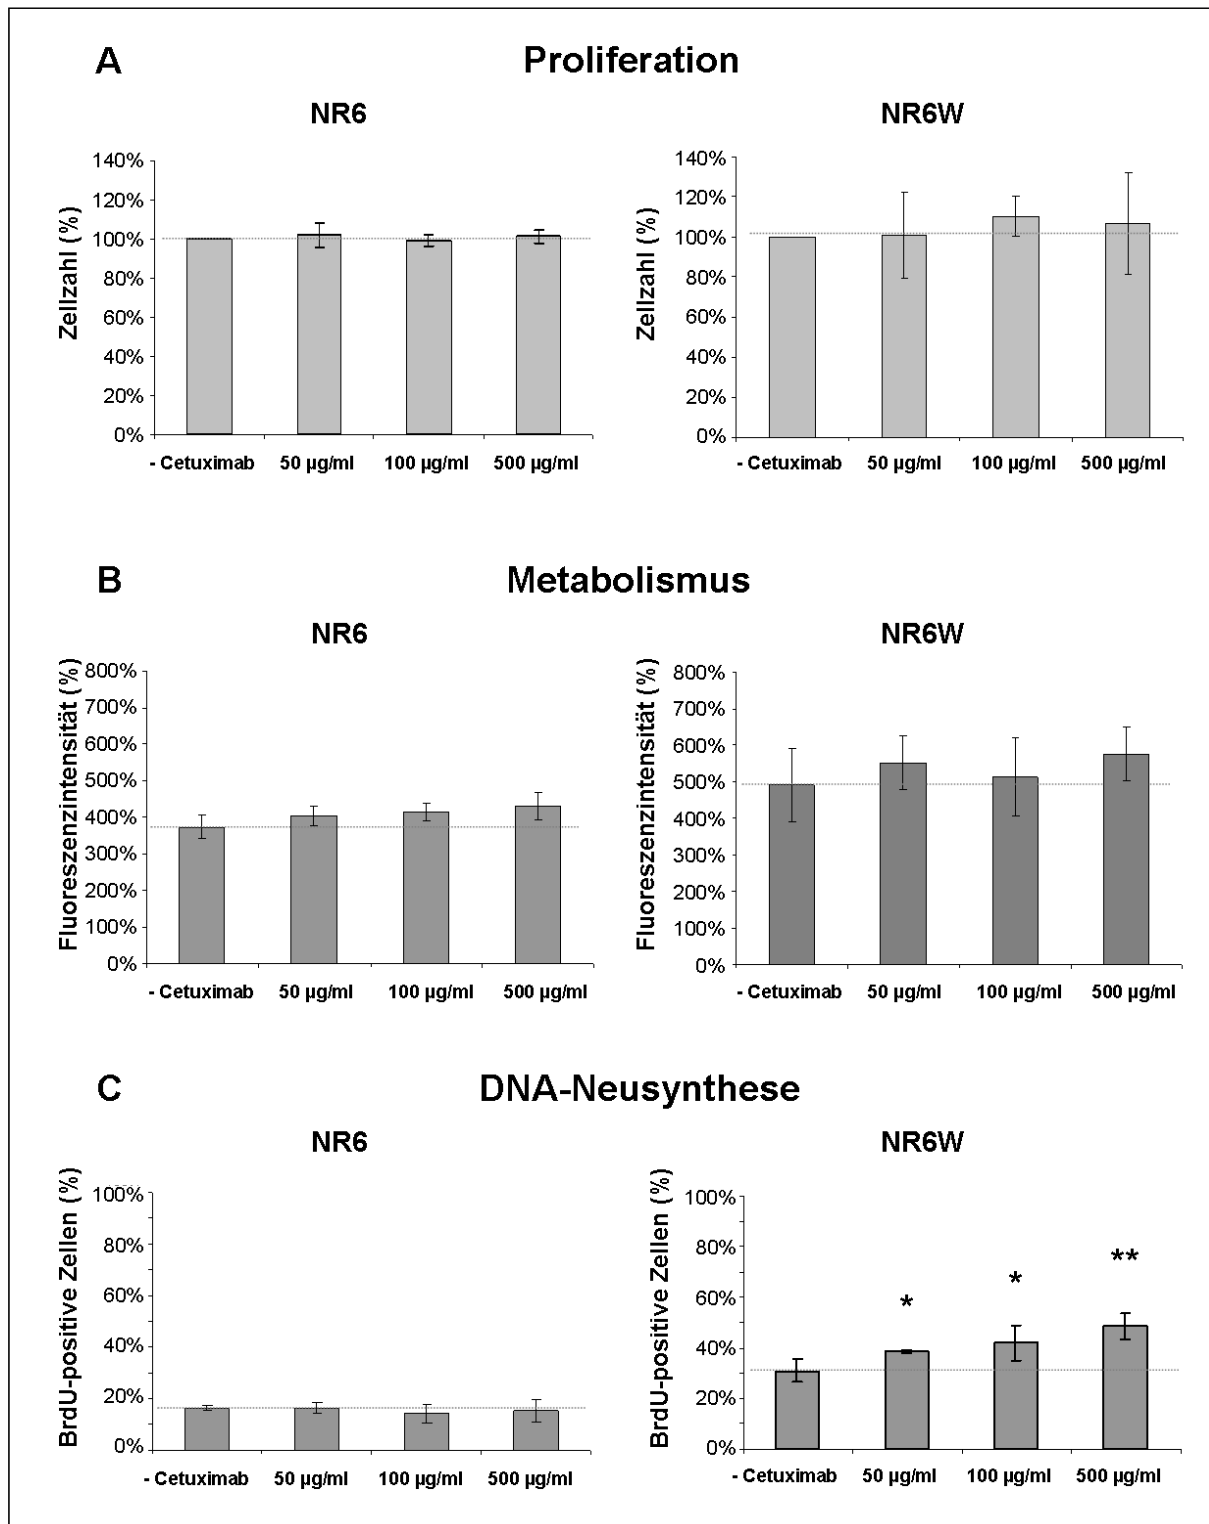 A
Proliferation
NR6
Zellzahl (%)
140%
120%
100%
80%
60%
40%
20%
0%
- Cetuximab 50 µg/ml 100 µg/ml 500 µg/ml
NR6W
Zellzahl (%)
140%
120%
100%
80%
60%
40%
20%
0%
- Cetuximab 50 µg/ml 100 µg/ml 500 µg/ml
B
Metabolismus
NR6
Fluoreszenzintensität (%)
800%
700%
600%
500%
400%
300%
200%
100%
0%
- Cetuximab 50 µg/ml 100 µg/ml 500 µg/ml
NR6W
Fluoreszenzintensität (%)
800%
700%
600%
500%
400%
300%
200%
100%
0%
- Cetuximab 50 µg/ml 100 µg/ml 500 µg/ml
C
DNA-Neusynthese
NR6
BrdU-positive Zellen (%)
100%
80%
60%
40%
20%
0%
- Cetuximab 50 µg/ml 100 µg/ml 500 µg/ml
NR6W
BrdU-positive Zellen (%)
100%
80%
60%
40%
20%
0%
* * **
- Cetuximab 50 µg/ml 100 µg/ml 500 µg/ml